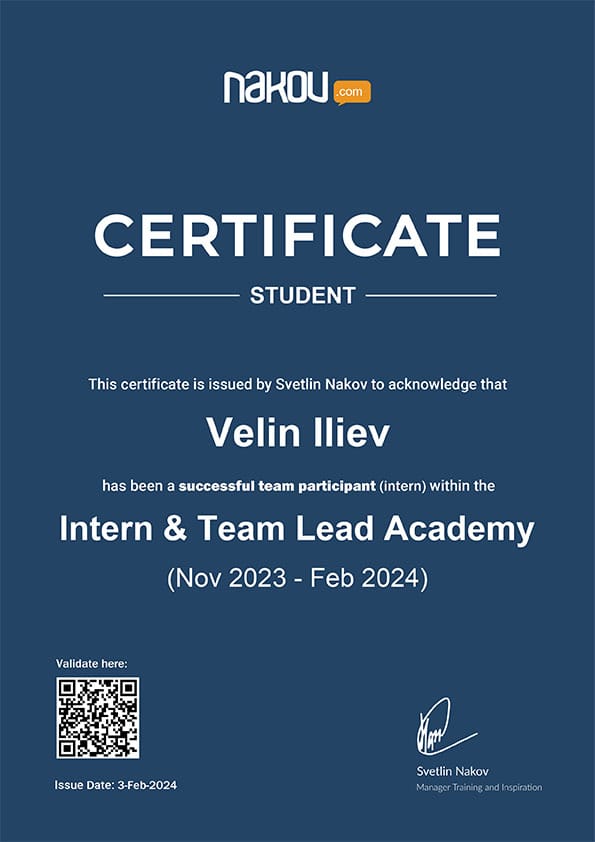 nakov .com
CERTIFICATE
STUDENT
This certificate is issued by Svetlin Nakov to acknowledge that
Velin Iliev
has been a successful team participant (intern) within the
Intern & Team Lead Academy
(Nov 2023 - Feb 2024)
Validate here:
Issue Date: 3-Feb-2024
Svetlin Nakov
Manager Training and Inspiration